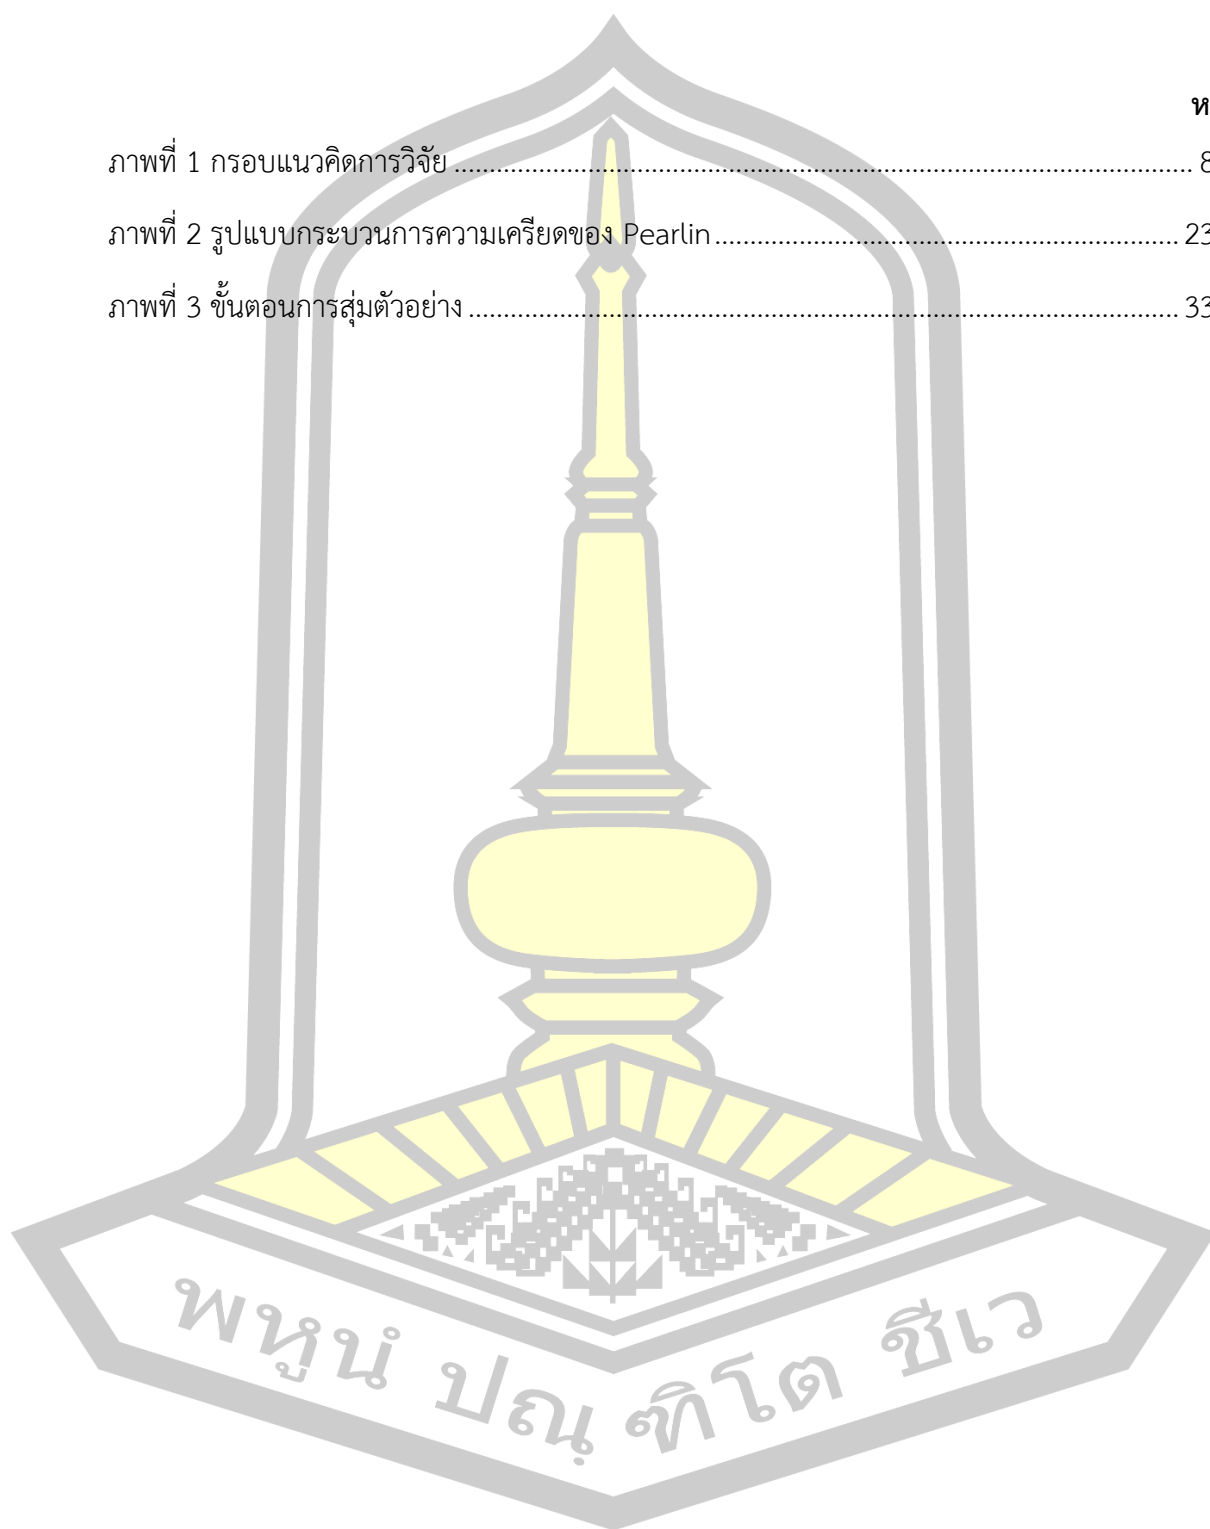 ห
ภาพที่ 1 กรอบแนวคิดการวิจัย ........................................................................................................ 8
ภาพที่ 2 รูปแบบกระบวนการความเครียดของ Pearlin ................................................................. 23
ภาพที่ 3 ขั้นตอนการสุ่มตัวอย่าง .................................................................................................... 33
พหูนํ ปณฺฑิโต ชีเว